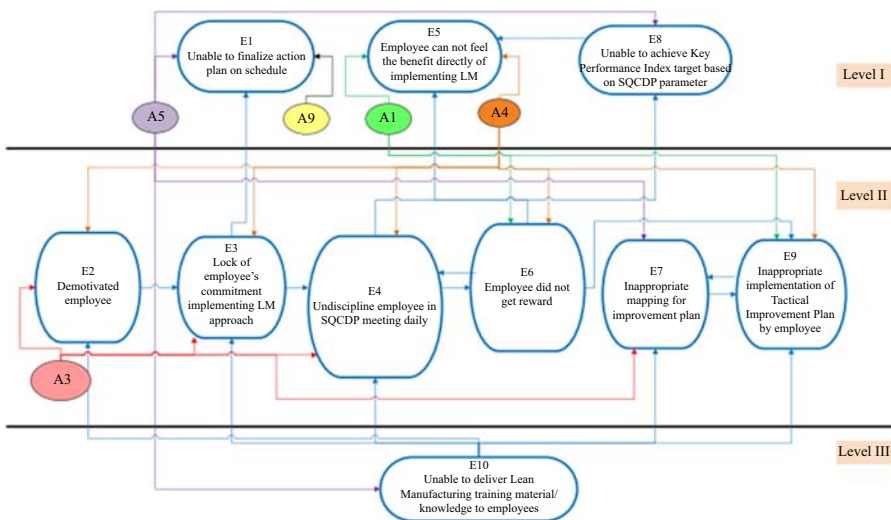 E1
Unable to finalize action
plan on schedule
E5
Employee can not feel
the benefit directly of
implementing LM
E8
Unable to achieve Key
Performance Index target based
on SQCDP parameter
Level I
A5
A9
A1
A4
Level II
E2
Demotivated
employee
E3
Lock of
employee's
commitment
implementing LM
approach
E4
Undiscipline employee in
SQCDP meeting daily
E6
Employee did not
get reward
E7
Inappropriate
mapping for
improvement plan
E9
Inappropriate
implementation of
Tactical
Improvement Plan
by employee
A3
Level III
E10
Unable to deliver Lean
Manufacturing training material/
knowledge to employees